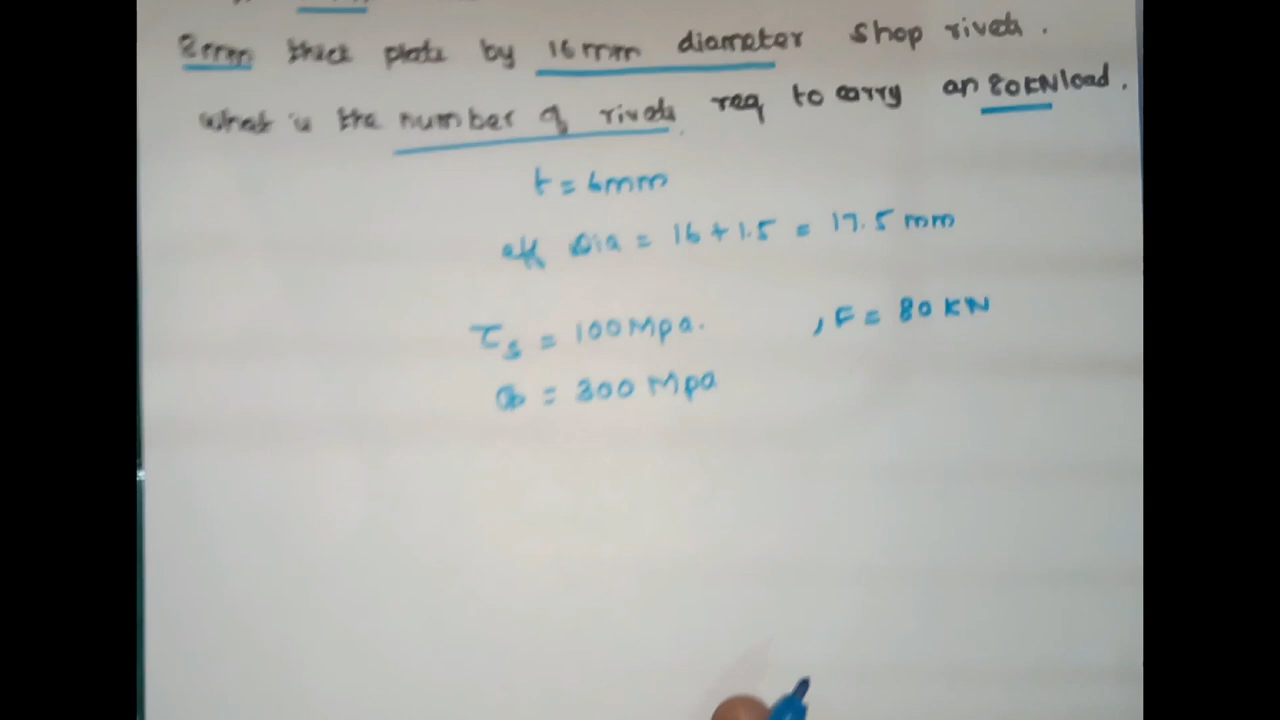 8mm thick plate by 16mm diameter shop rivets.
what is the number of rivets req to carry an 80KN load.
t = 6mm
eff Dia = 16 + 1.5 = 17.5 mm
τs = 100 Mpa. , F = 80 KN
σb = 300 Mpa